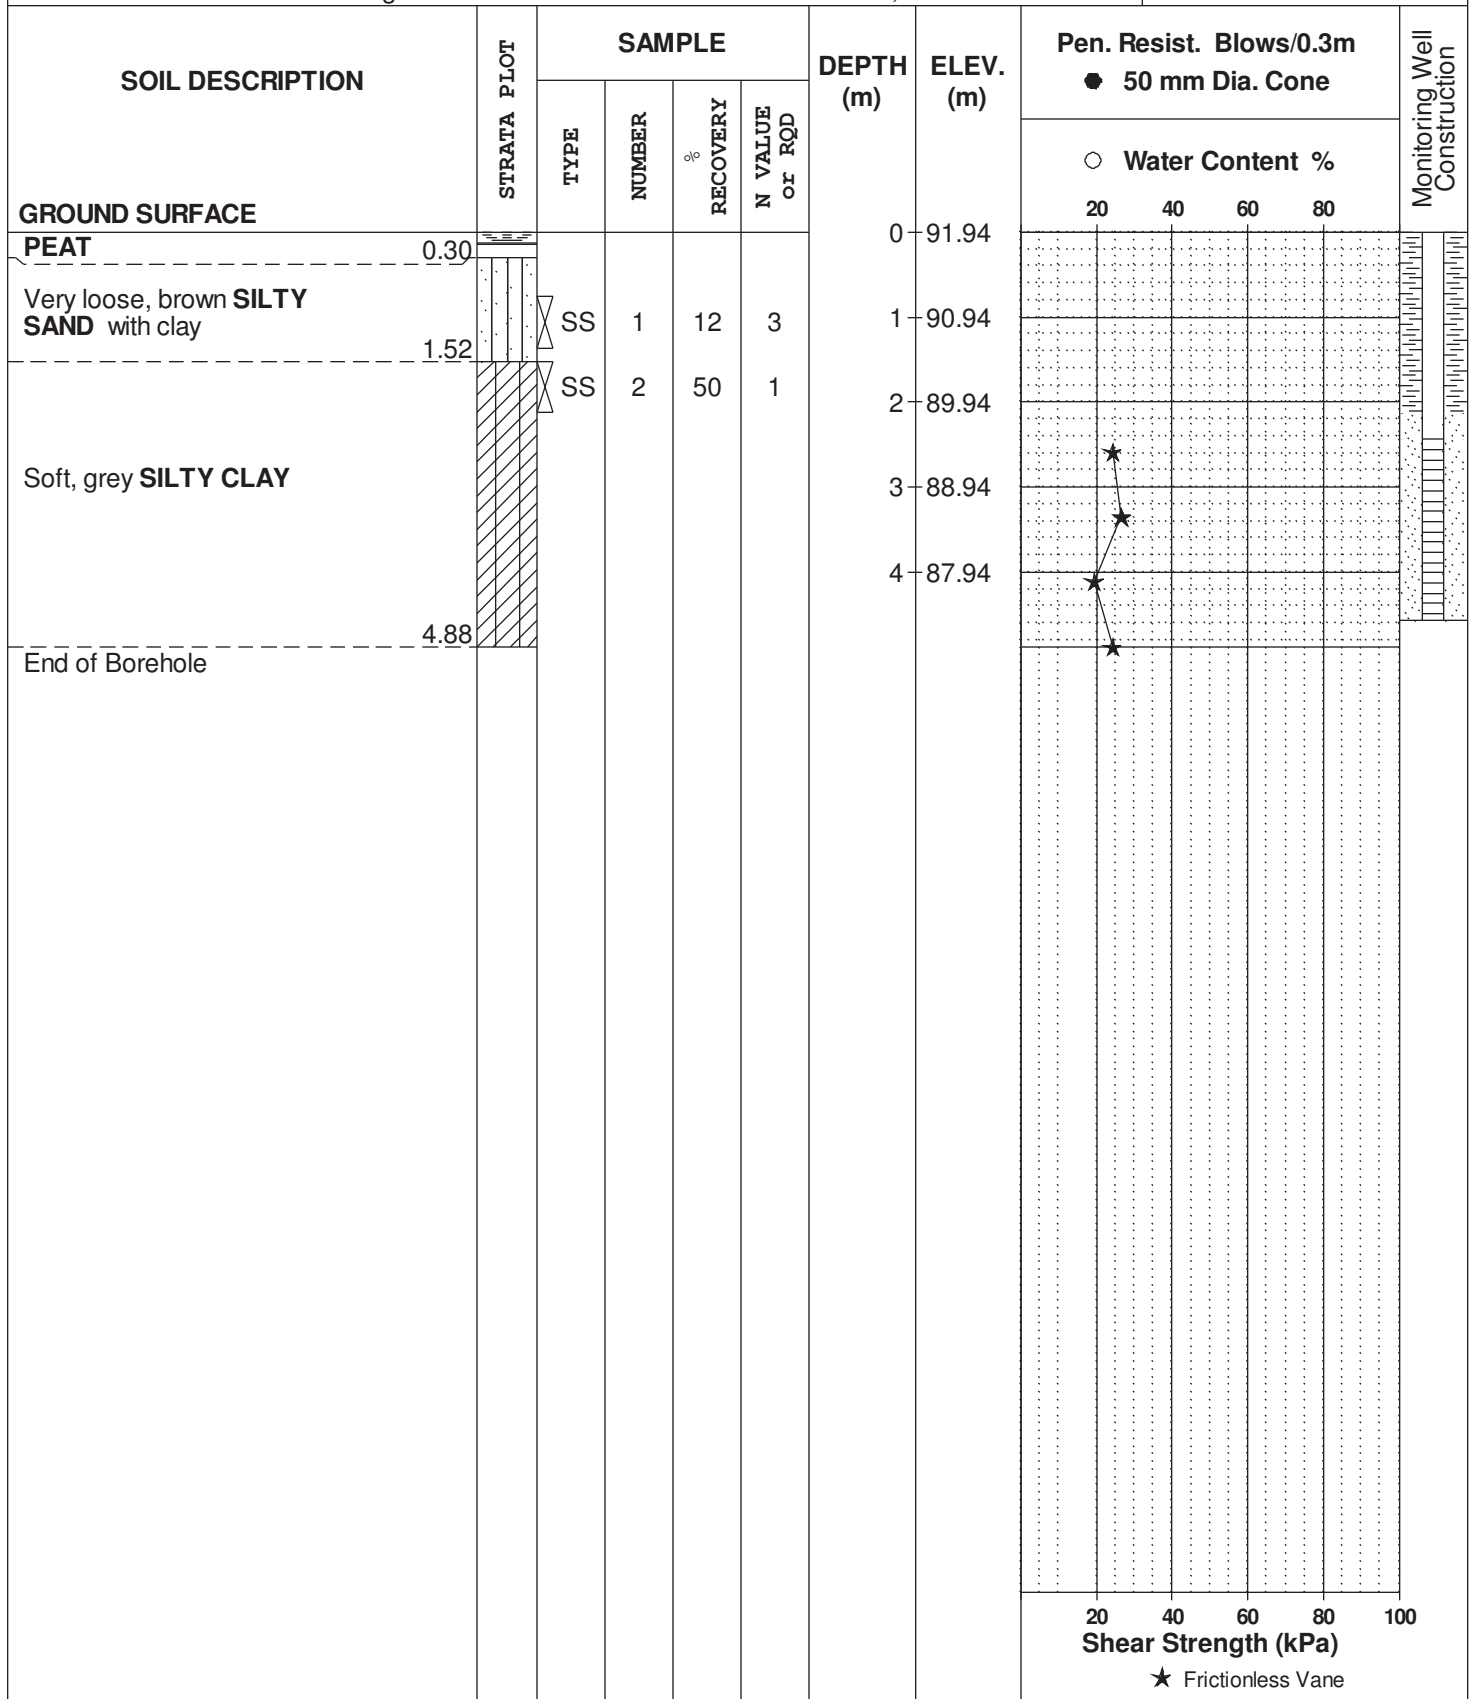 SOIL DESCRIPTION
GROUND SURFACE
STRATA PLOT
SAMPLE
TYPE
NUMBER
%
RECOVERY
N VALUE
or RQD
DEPTH
(m)
ELEV.
(m)
Pen. Resist. Blows/0.3m
● 50 mm Dia. Cone
○ Water Content %
20 40 60 80
Monitoring Well
Construction
0 91.94
PEAT 0.30
Very loose, brown SILTY
SAND with clay
1.52
SS 1 12 3
1 90.94
SS 2 50 1
2 89.94
Soft, grey SILTY CLAY
3 88.94
4 87.94
4.88
End of Borehole
20 40 60 80 100
Shear Strength (kPa)
★ Frictionless Vane